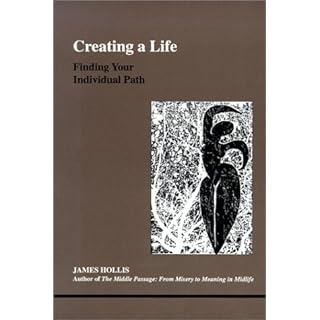 Creating a Life
Finding Your
Individual Path
JAMES HOLLIS
Author of The Middle Passage: From Misery to Meaning in Midlife